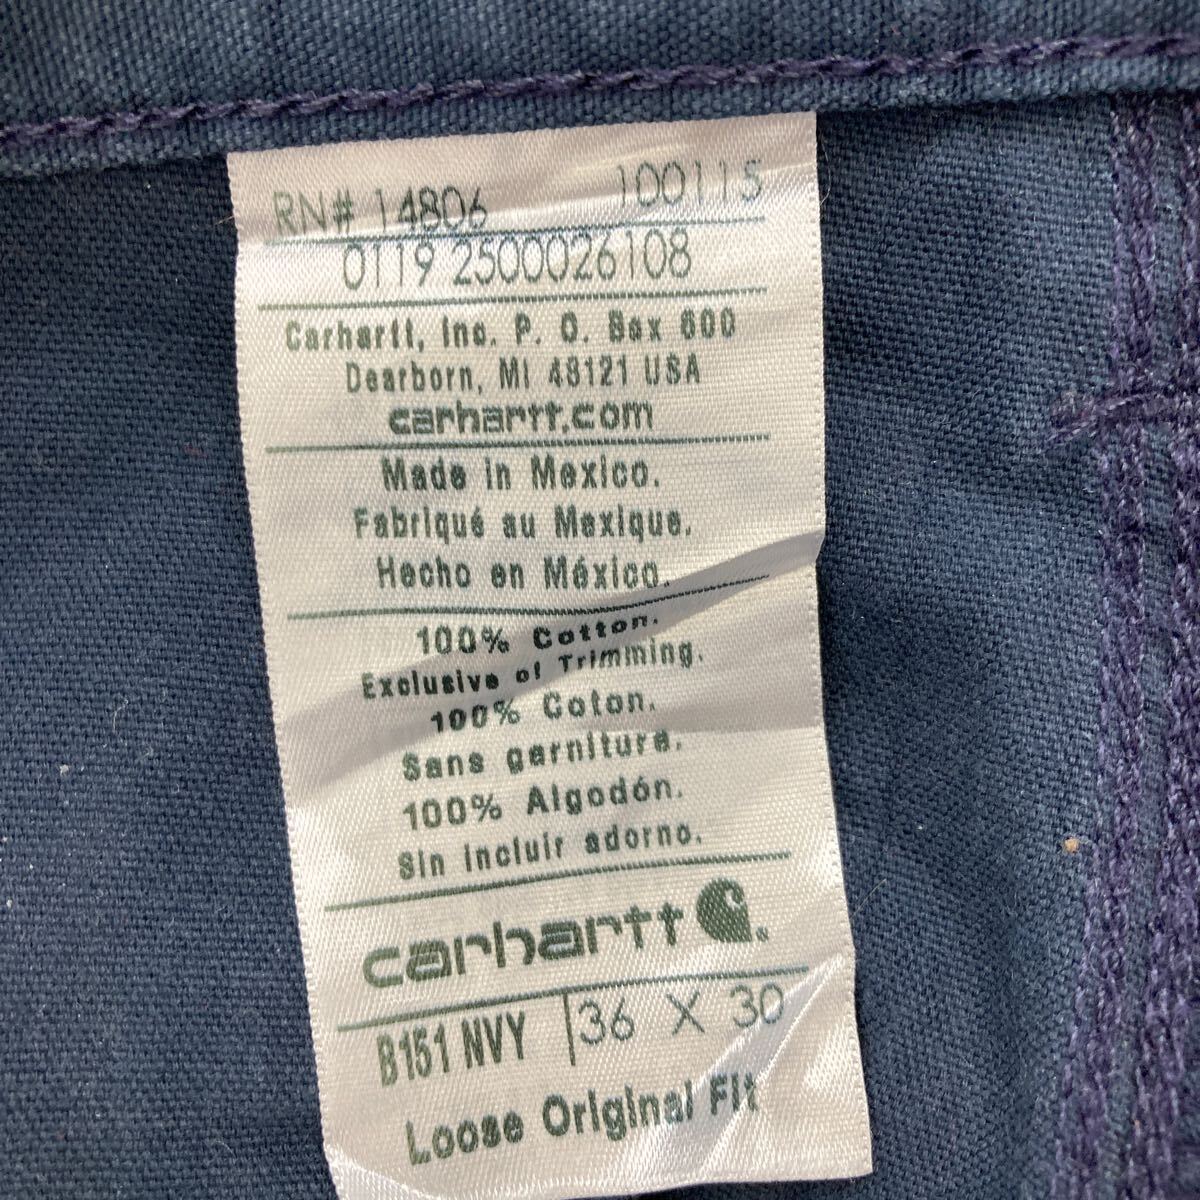 RN# 14806 100115
0119 2500026108
Carhartt, Inc. P. O. Box 600
Dearborn, MI 48121 USA
carhartt.com
Made in Mexico.
Fabriqué au Mexique.
Hecho en México.
100% Cotton.
Exclusive of Trimming.
100% Coton.
Sans garniture.
100% Algodón.
Sin incluir adorno.
carhartt
B151 NVY 36 X 30
Loose Original Fit